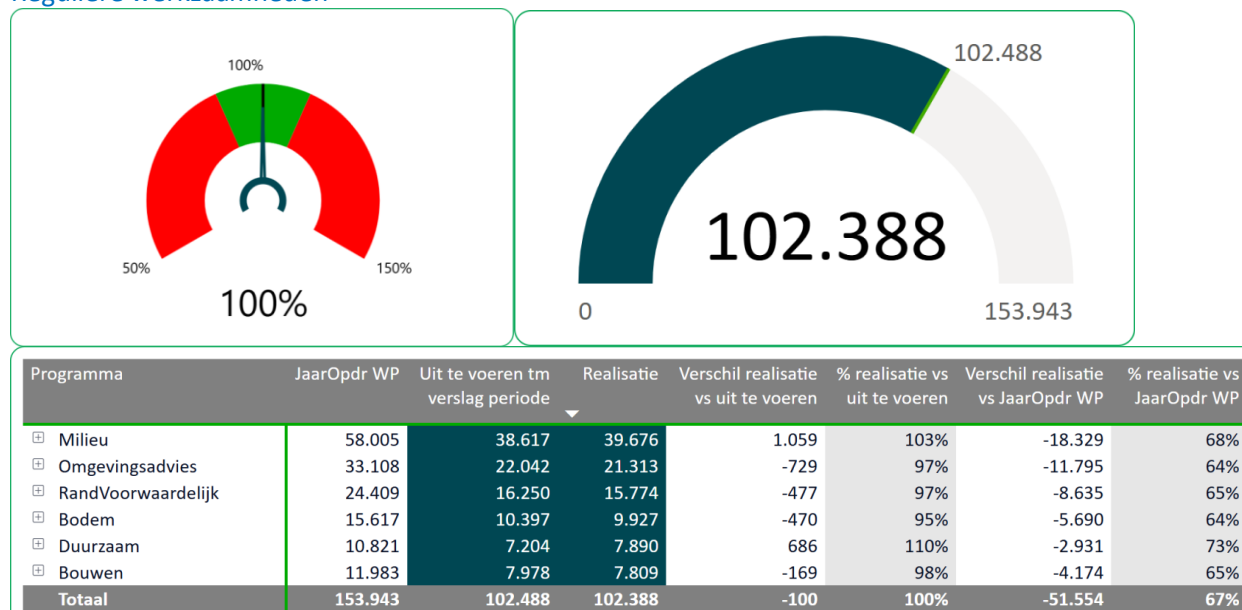 Reguliere werkzaamheden
100%
50%
150%
100%
102.488
102.388
0
153.943
Programma JaarOpdr WP Uit te voeren tm verslag periode Realisatie Verschil realisatie vs uit te voeren % realisatie vs uit te voeren Verschil realisatie vs JaarOpdr WP % realisatie vs JaarOpdr WP
Milieu 58.005 38.617 39.676 1.059 103% -18.329 68%
Omgevingsadvies 33.108 22.042 21.313 -729 97% -11.795 64%
RandVoorwaardelijk 24.409 16.250 15.774 -477 97% -8.635 65%
Bodem 15.617 10.397 9.927 -470 95% -5.690 64%
Duurzaam 10.821 7.204 7.890 686 110% -2.931 73%
Bouwen 11.983 7.978 7.809 -169 98% -4.174 65%
Totaal 153.943 102.488 102.388 -100 100% -51.554 67%